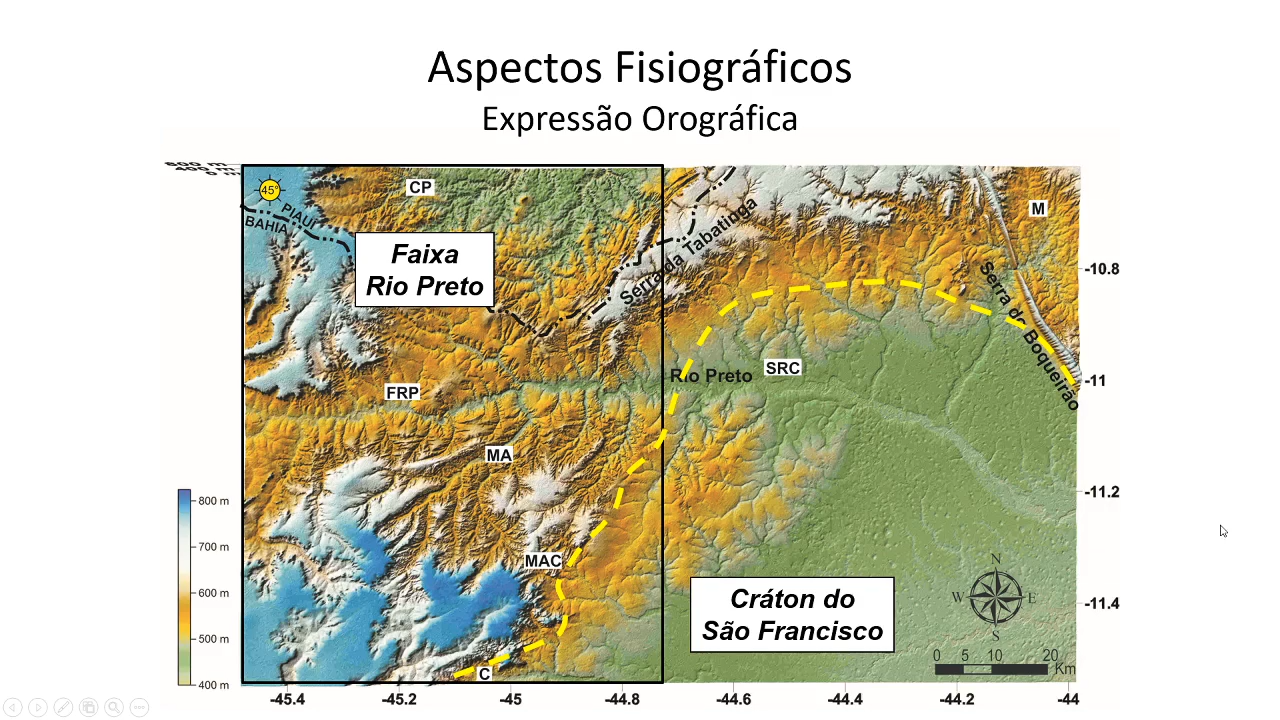 Aspectos Fisiográficos
Expressão Orográfica
400 m
0 m
45°
PIAUÍ
BAHIA
CP
Faixa
Rio Preto
Serra da Tabatinga
M
Serra do Boqueirão
-10.8
Rio Preto
SRC
-11
FRP
MA
-11.2
800 m
700 m
600 m
500 m
400 m
MAC
Cráton do
São Francisco
N
W
E
S
-11.4
0 5 10 20
Km
C
-45.4 -45.2 -45 -44.8 -44.6 -44.4 -44.2 -44